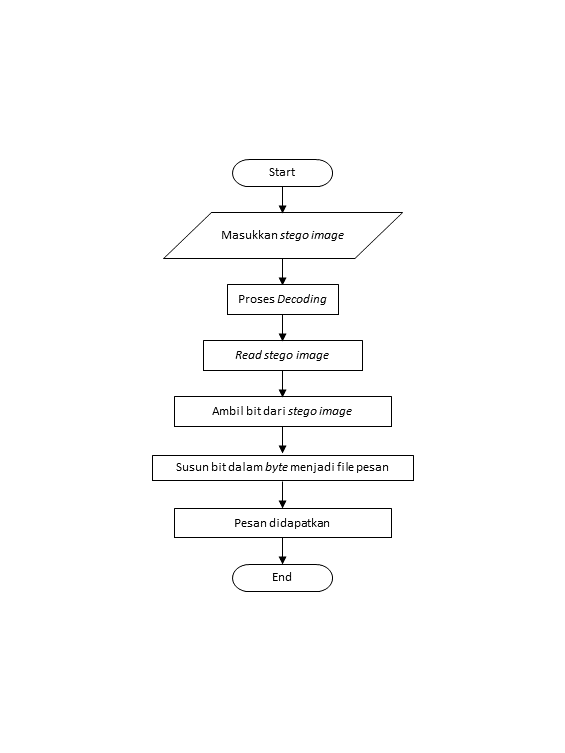 Start
Masukkan stego image
Proses Decoding
Read stego image
Ambil bit dari stego image
Susun bit dalam byte menjadi file pesan
Pesan didapatkan
End